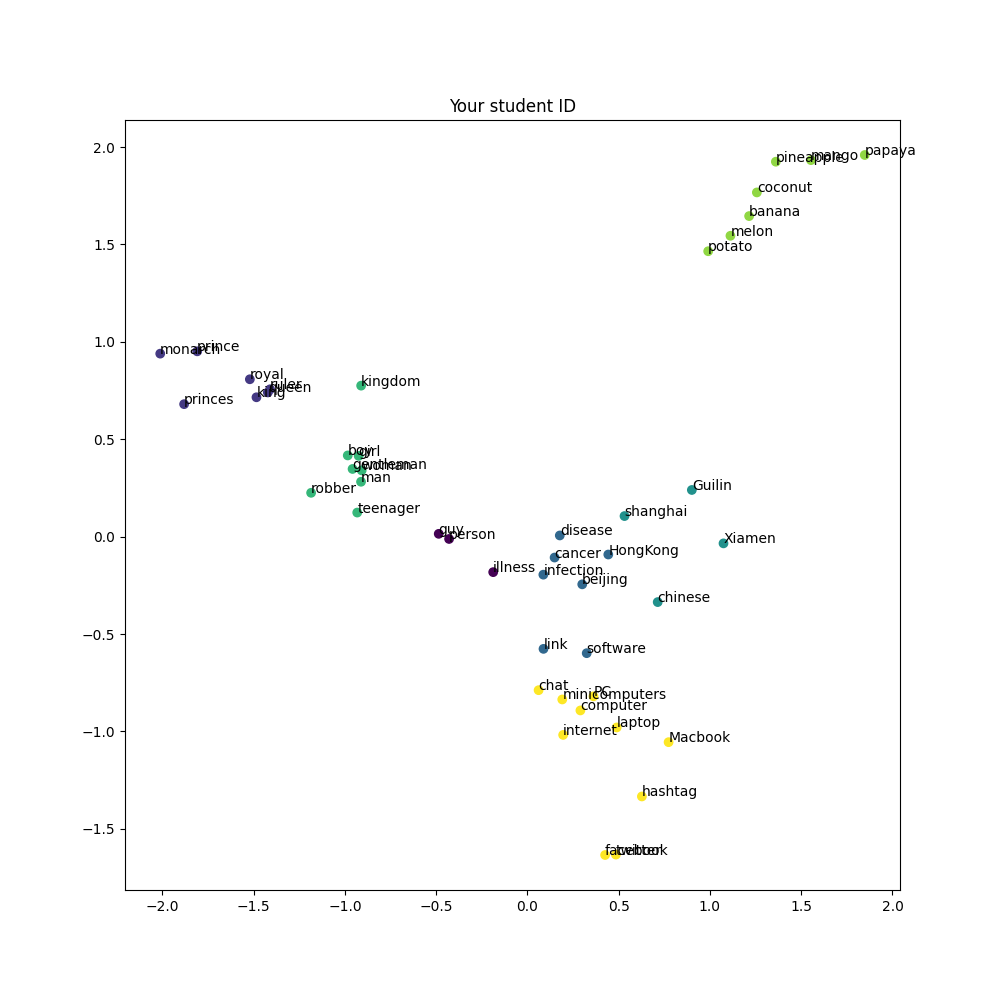 Your student ID
2.0
1.5
1.0
0.5
0.0
−0.5
−1.0
−1.5
papaya
mango
pineapple
coconut
banana
melon
potato
prince
monarch
royal
ruler
queen
king
princes
kingdom
boy
girl
gentleman
woman
man
robber
teenager
guy
person
illness
Guilin
shanghai
Xiamen
disease
HongKong
cancer
infection
beijing
chinese
link
software
chat
PC
minicomputers
computer
laptop
internet
Macbook
hashtag
facebook
twitter
−2.0 −1.5 −1.0 −0.5 0.0 0.5 1.0 1.5 2.0